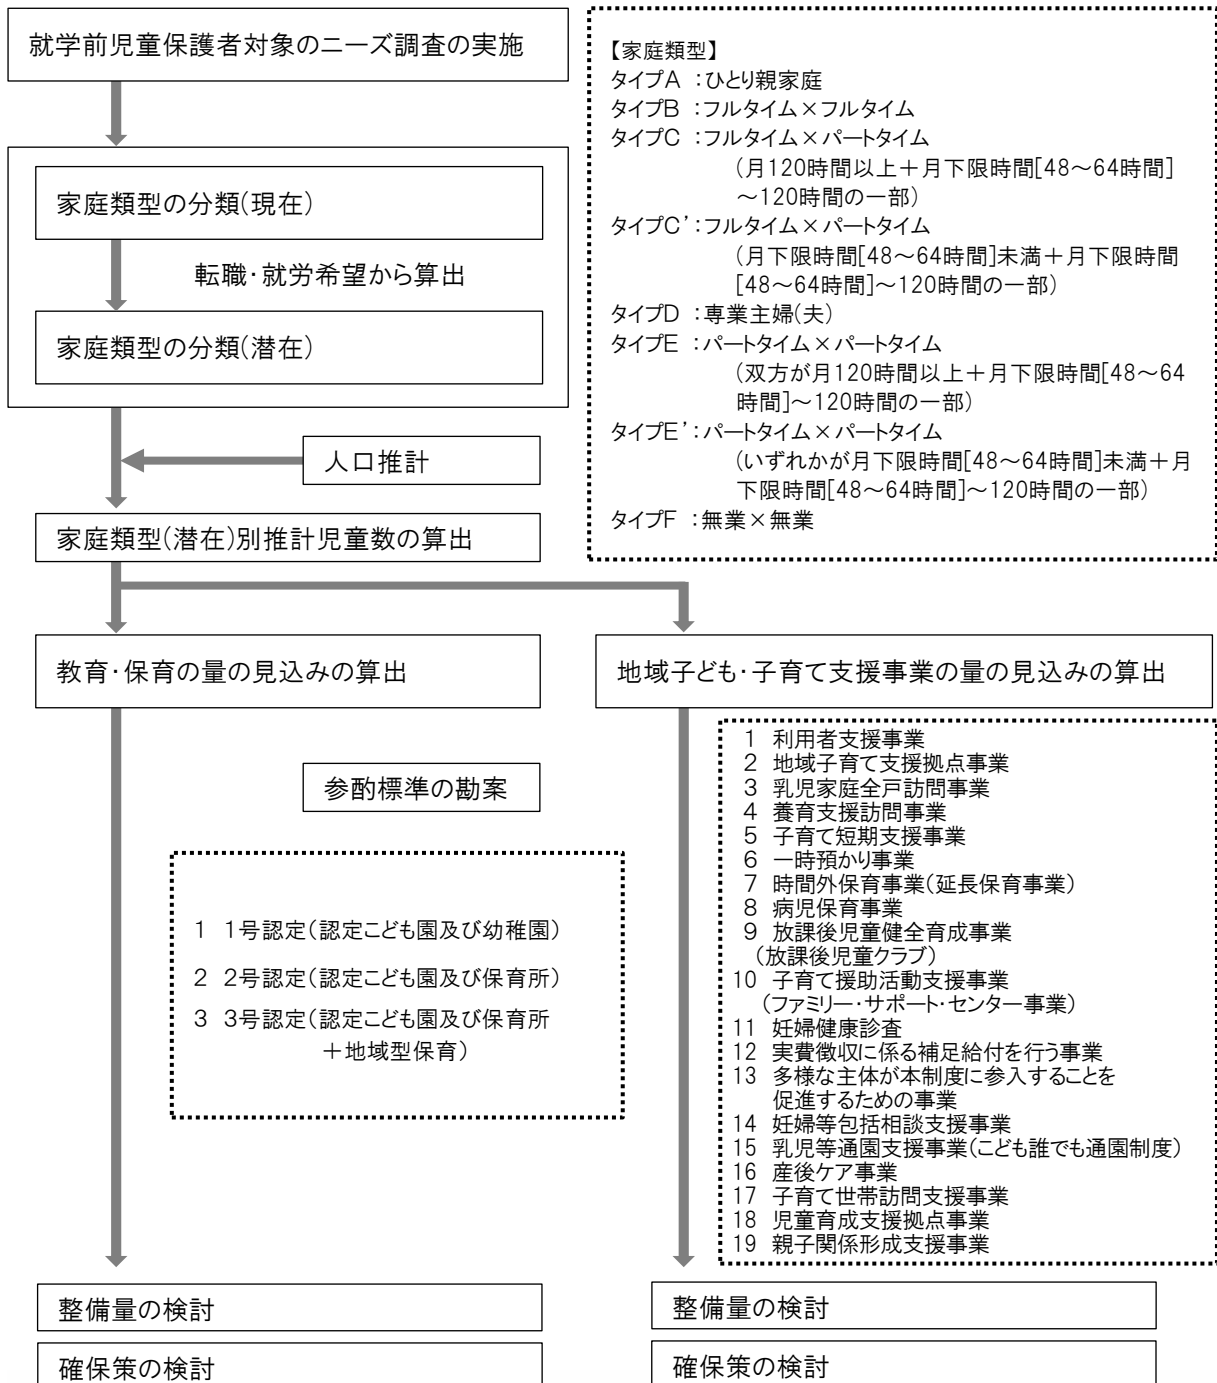 就学前児童保護者対象のニーズ調査の実施
家庭類型の分類(現在)
転職・就労希望から算出
家庭類型の分類(潜在)
人口推計
家庭類型(潜在)別推計児童数の算出
【家庭類型】
タイプA :ひとり親家庭
タイプB :フルタイム×フルタイム
タイプC :フルタイム×パートタイム
(月120時間以上+月下限時間[48~64時間]
~120時間の一部)
タイプC':フルタイム×パートタイム
(月下限時間[48~64時間]未満+月下限時間
[48~64時間]~120時間の一部)
タイプD :専業主婦(夫)
タイプE :パートタイム×パートタイム
(双方が月120時間以上+月下限時間[48~64
時間]~120時間の一部)
タイプE':パートタイム×パートタイム
(いずれかが月下限時間[48~64時間]未満+月
下限時間[48~64時間]~120時間の一部)
タイプF :無業×無業
教育・保育の量の見込みの算出
参酌標準の勘案
1 1号認定(認定こども園及び幼稚園)
2 2号認定(認定こども園及び保育所)
3 3号認定(認定こども園及び保育所
+地域型保育)
整備量の検討
確保策の検討
地域子ども・子育て支援事業の量の見込みの算出
1 利用者支援事業
2 地域子育て支援拠点事業
3 乳児家庭全戸訪問事業
4 養育支援訪問事業
5 子育て短期支援事業
6 一時預かり事業
7 時間外保育事業(延長保育事業)
8 病児保育事業
9 放課後児童健全育成事業
(放課後児童クラブ)
10 子育て援助活動支援事業
(ファミリー・サポート・センター事業)
11 妊婦健康診査
12 実費徴収に係る補足給付を行う事業
13 多様な主体が本制度に参入することを
促進するための事業
14 妊婦等包括相談支援事業
15 乳児等通園支援事業(こども誰でも通園制度)
16 産後ケア事業
17 子育て世帯訪問支援事業
18 児童育成支援拠点事業
19 親子関係形成支援事業
整備量の検討
確保策の検討